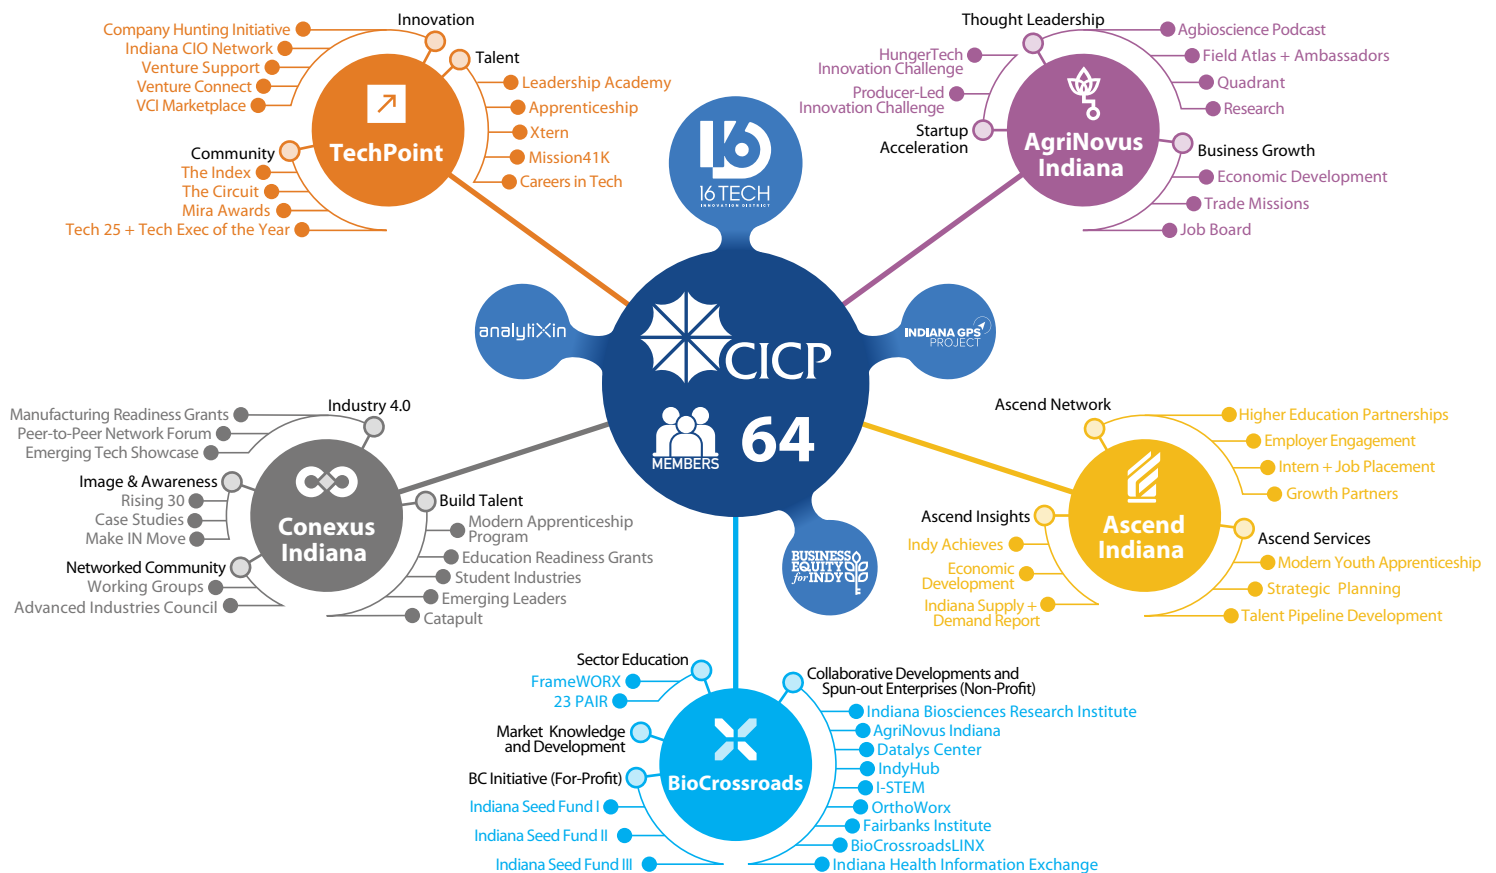 Innovation
Company Hunting Initiative
Indiana CIO Network
Venture Support
Venture Connect
VCI Marketplace
Talent
Leadership Academy
Apprenticeship
Xtern
Mission41K
Careers in Tech
TechPoint
Community
The Index
The Circuit
Mira Awards
Tech 25 + Tech Exec of the Year
16 TECH
INNOVATION DISTRICT
Thought Leadership
Agbioscience Podcast
Field Atlas + Ambassadors
Quadrant
Research
HungerTech
Innovation Challenge
Producer-Led
Innovation Challenge
Startup
Acceleration
AgriNovus
Indiana
Business Growth
Economic Development
Trade Missions
Job Board
analytiXin
CICP
MEMBERS
64
INDIANA GPS
PROJECT
BUSINESS
EQUITY
for INDY
Industry 4.0
Manufacturing Readiness Grants
Peer-to-Peer Network Forum
Emerging Tech Showcase
Image & Awareness
Rising 30
Case Studies
Make IN Move
Networked Community
Working Groups
Advanced Industries Council
Conexus
Indiana
Build Talent
Modern Apprenticeship
Program
Education Readiness Grants
Student Industries
Emerging Leaders
Catapult
Ascend Network
Higher Education Partnerships
Employer Engagement
Intern + Job Placement
Growth Partners
Ascend Insights
Indy Achieves
Economic
Development
Indiana Supply +
Demand Report
Ascend
Indiana
Ascend Services
Modern Youth Apprenticeship
Strategic Planning
Talent Pipeline Development
Sector Education
FrameWORX
23 PAIR
Market Knowledge
and Development
BC Initiative (For-Profit)
Indiana Seed Fund I
Indiana Seed Fund II
Indiana Seed Fund III
BioCrossroads
Collaborative Developments and
Spun-out Enterprises (Non-Profit)
Indiana Biosciences Research Institute
AgriNovus Indiana
Datalys Center
IndyHub
I-STEM
OrthoWorx
Fairbanks Institute
BioCrossroadsLINX
Indiana Health Information Exchange